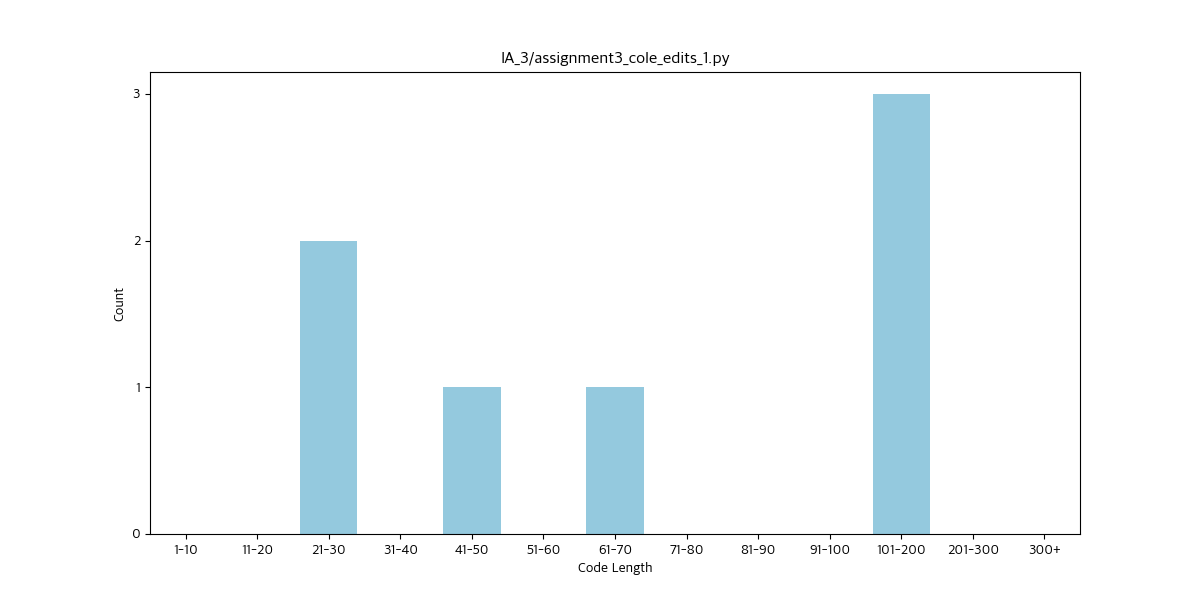 IA_3/assignment3_cole_edits_1.py
3
2
1
0
Count
1-10 11-20 21-30 31-40 41-50 51-60 61-70 71-80 81-90 91-100 101-200 201-300 300+
Code Length